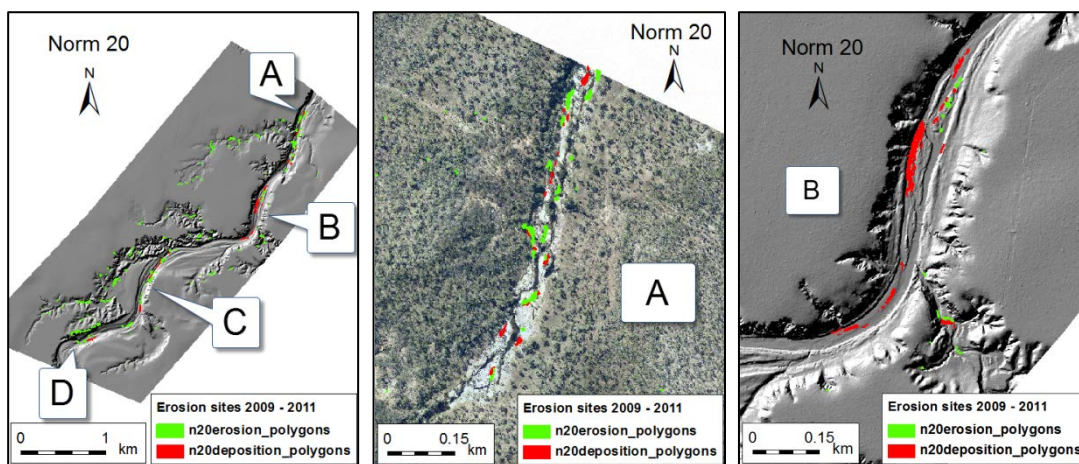 Norm 20
N
A
B
C
D
Erosion sites 2009 - 2011
n20erosion_polygons
n20deposition_polygons
0 1
km
Norm 20
N
A
Erosion sites 2009 - 2011
n20erosion_polygons
n20deposition_polygons
0 0.15
km
Norm 20
N
B
Erosion sites 2009 - 2011
n20erosion_polygons
n20deposition_polygons
0 0.15
km